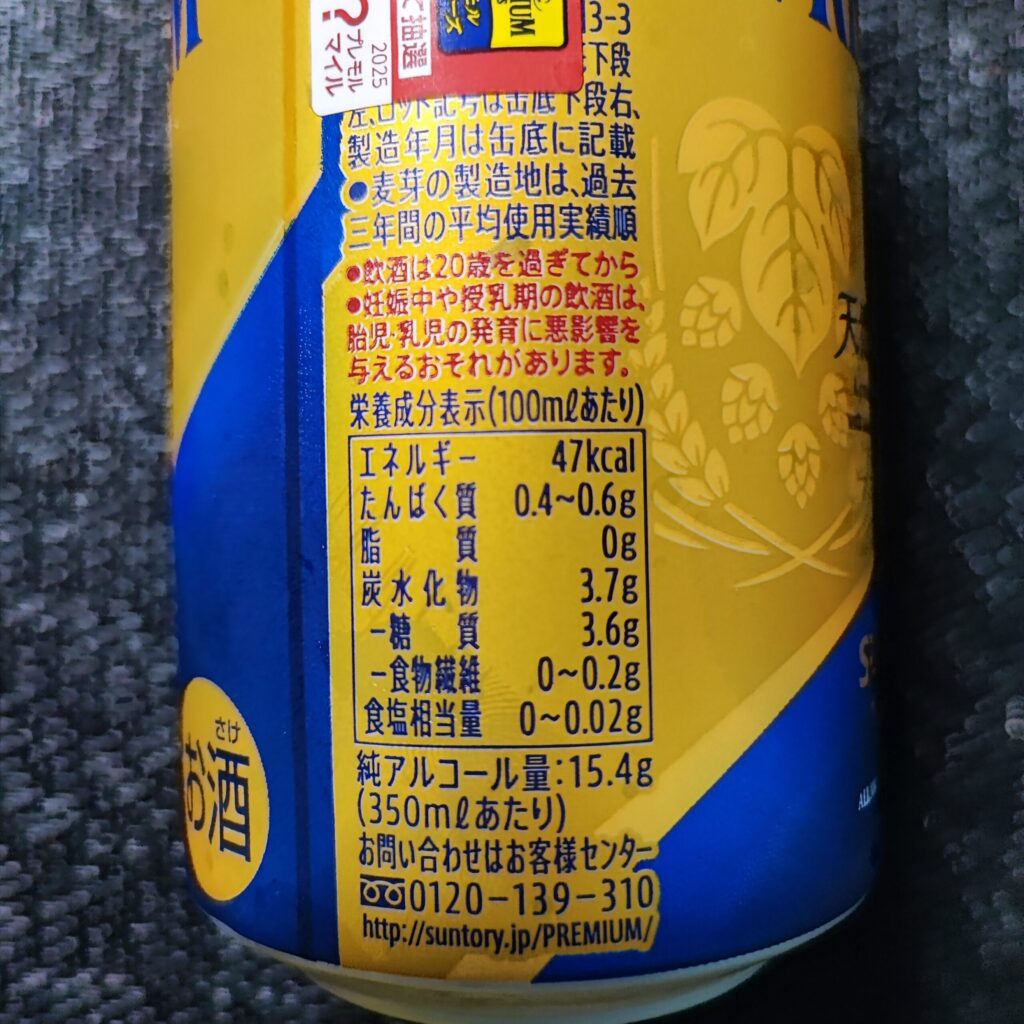 2025
プレモル
マイル
?
て抽選
3-3
下段
左、ロット記号は缶底下段右、
製造年月は缶底に記載
●麦芽の製造地は、過去
三年間の平均使用実績順
●飲酒は20歳を過ぎてから
●妊娠中や授乳期の飲酒は、
胎児・乳児の発育に悪影響を
与えるおそれがあります。
栄養成分表示(100mlあたり)
エネルギー 47kcal
たんぱく質 0.4~0.6g
脂 質 0g
炭水化物 3.7g
-糖 質 3.6g
-食物繊維 0~0.2g
食塩相当量 0~0.02g
純アルコール量:15.4g
(350mlあたり)
お問い合わせはお客様センター
0120-139-310
http://suntory.jp/PREMIUM/
さけ
お酒
天